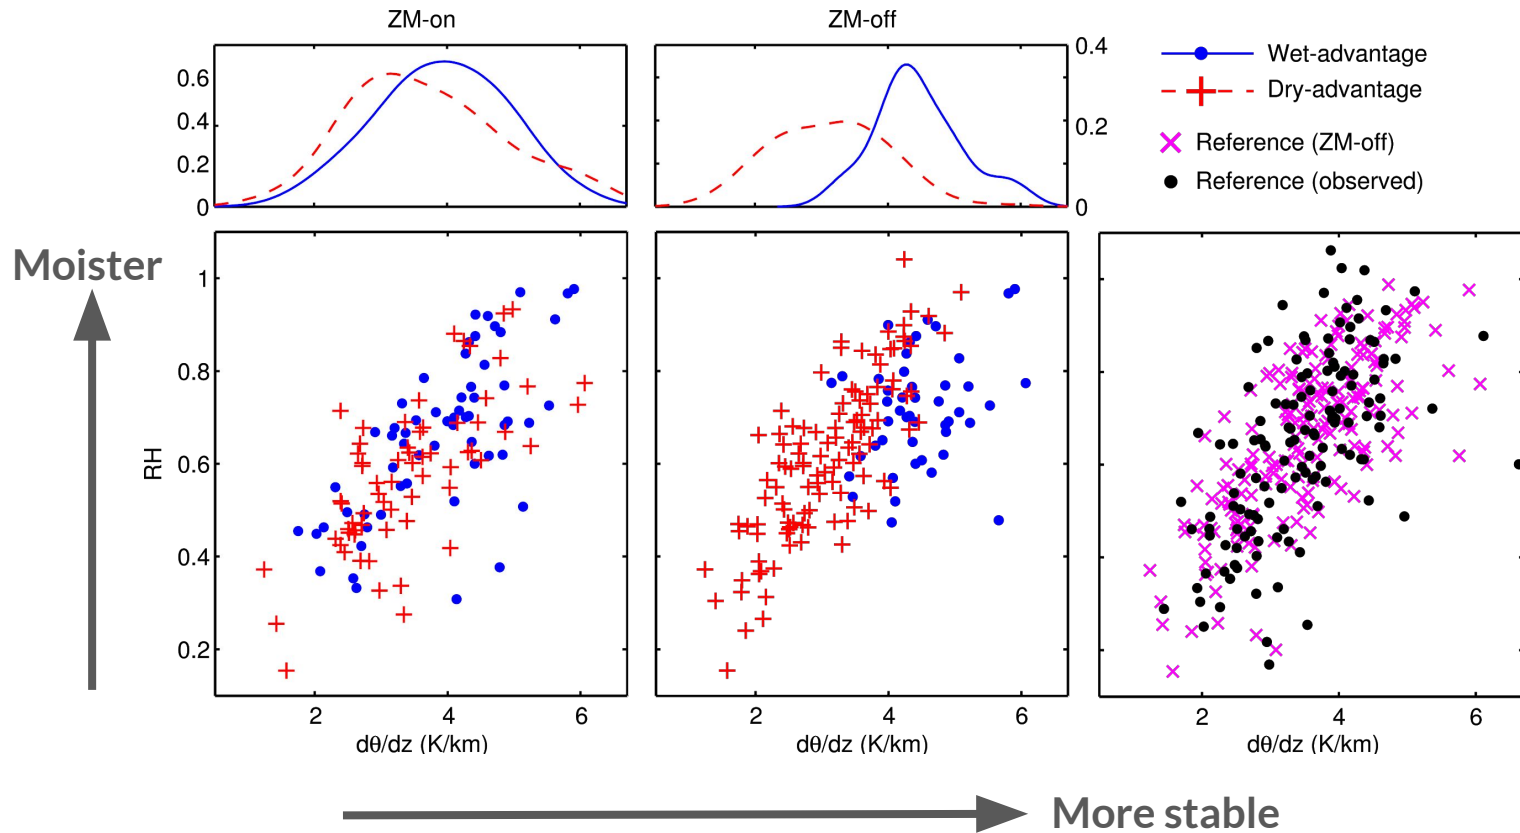 ZM-on
ZM-off
0.6
0.4
0.2
0
0.4
0.2
0
Wet-advantage
Dry-advantage
Reference (ZM-off)
Reference (observed)
Moister
RH
1
0.8
0.6
0.4
0.2
2 4 6
2 4 6
2 4 6
dθ/dz (K/km)
dθ/dz (K/km)
dθ/dz (K/km)
More stable